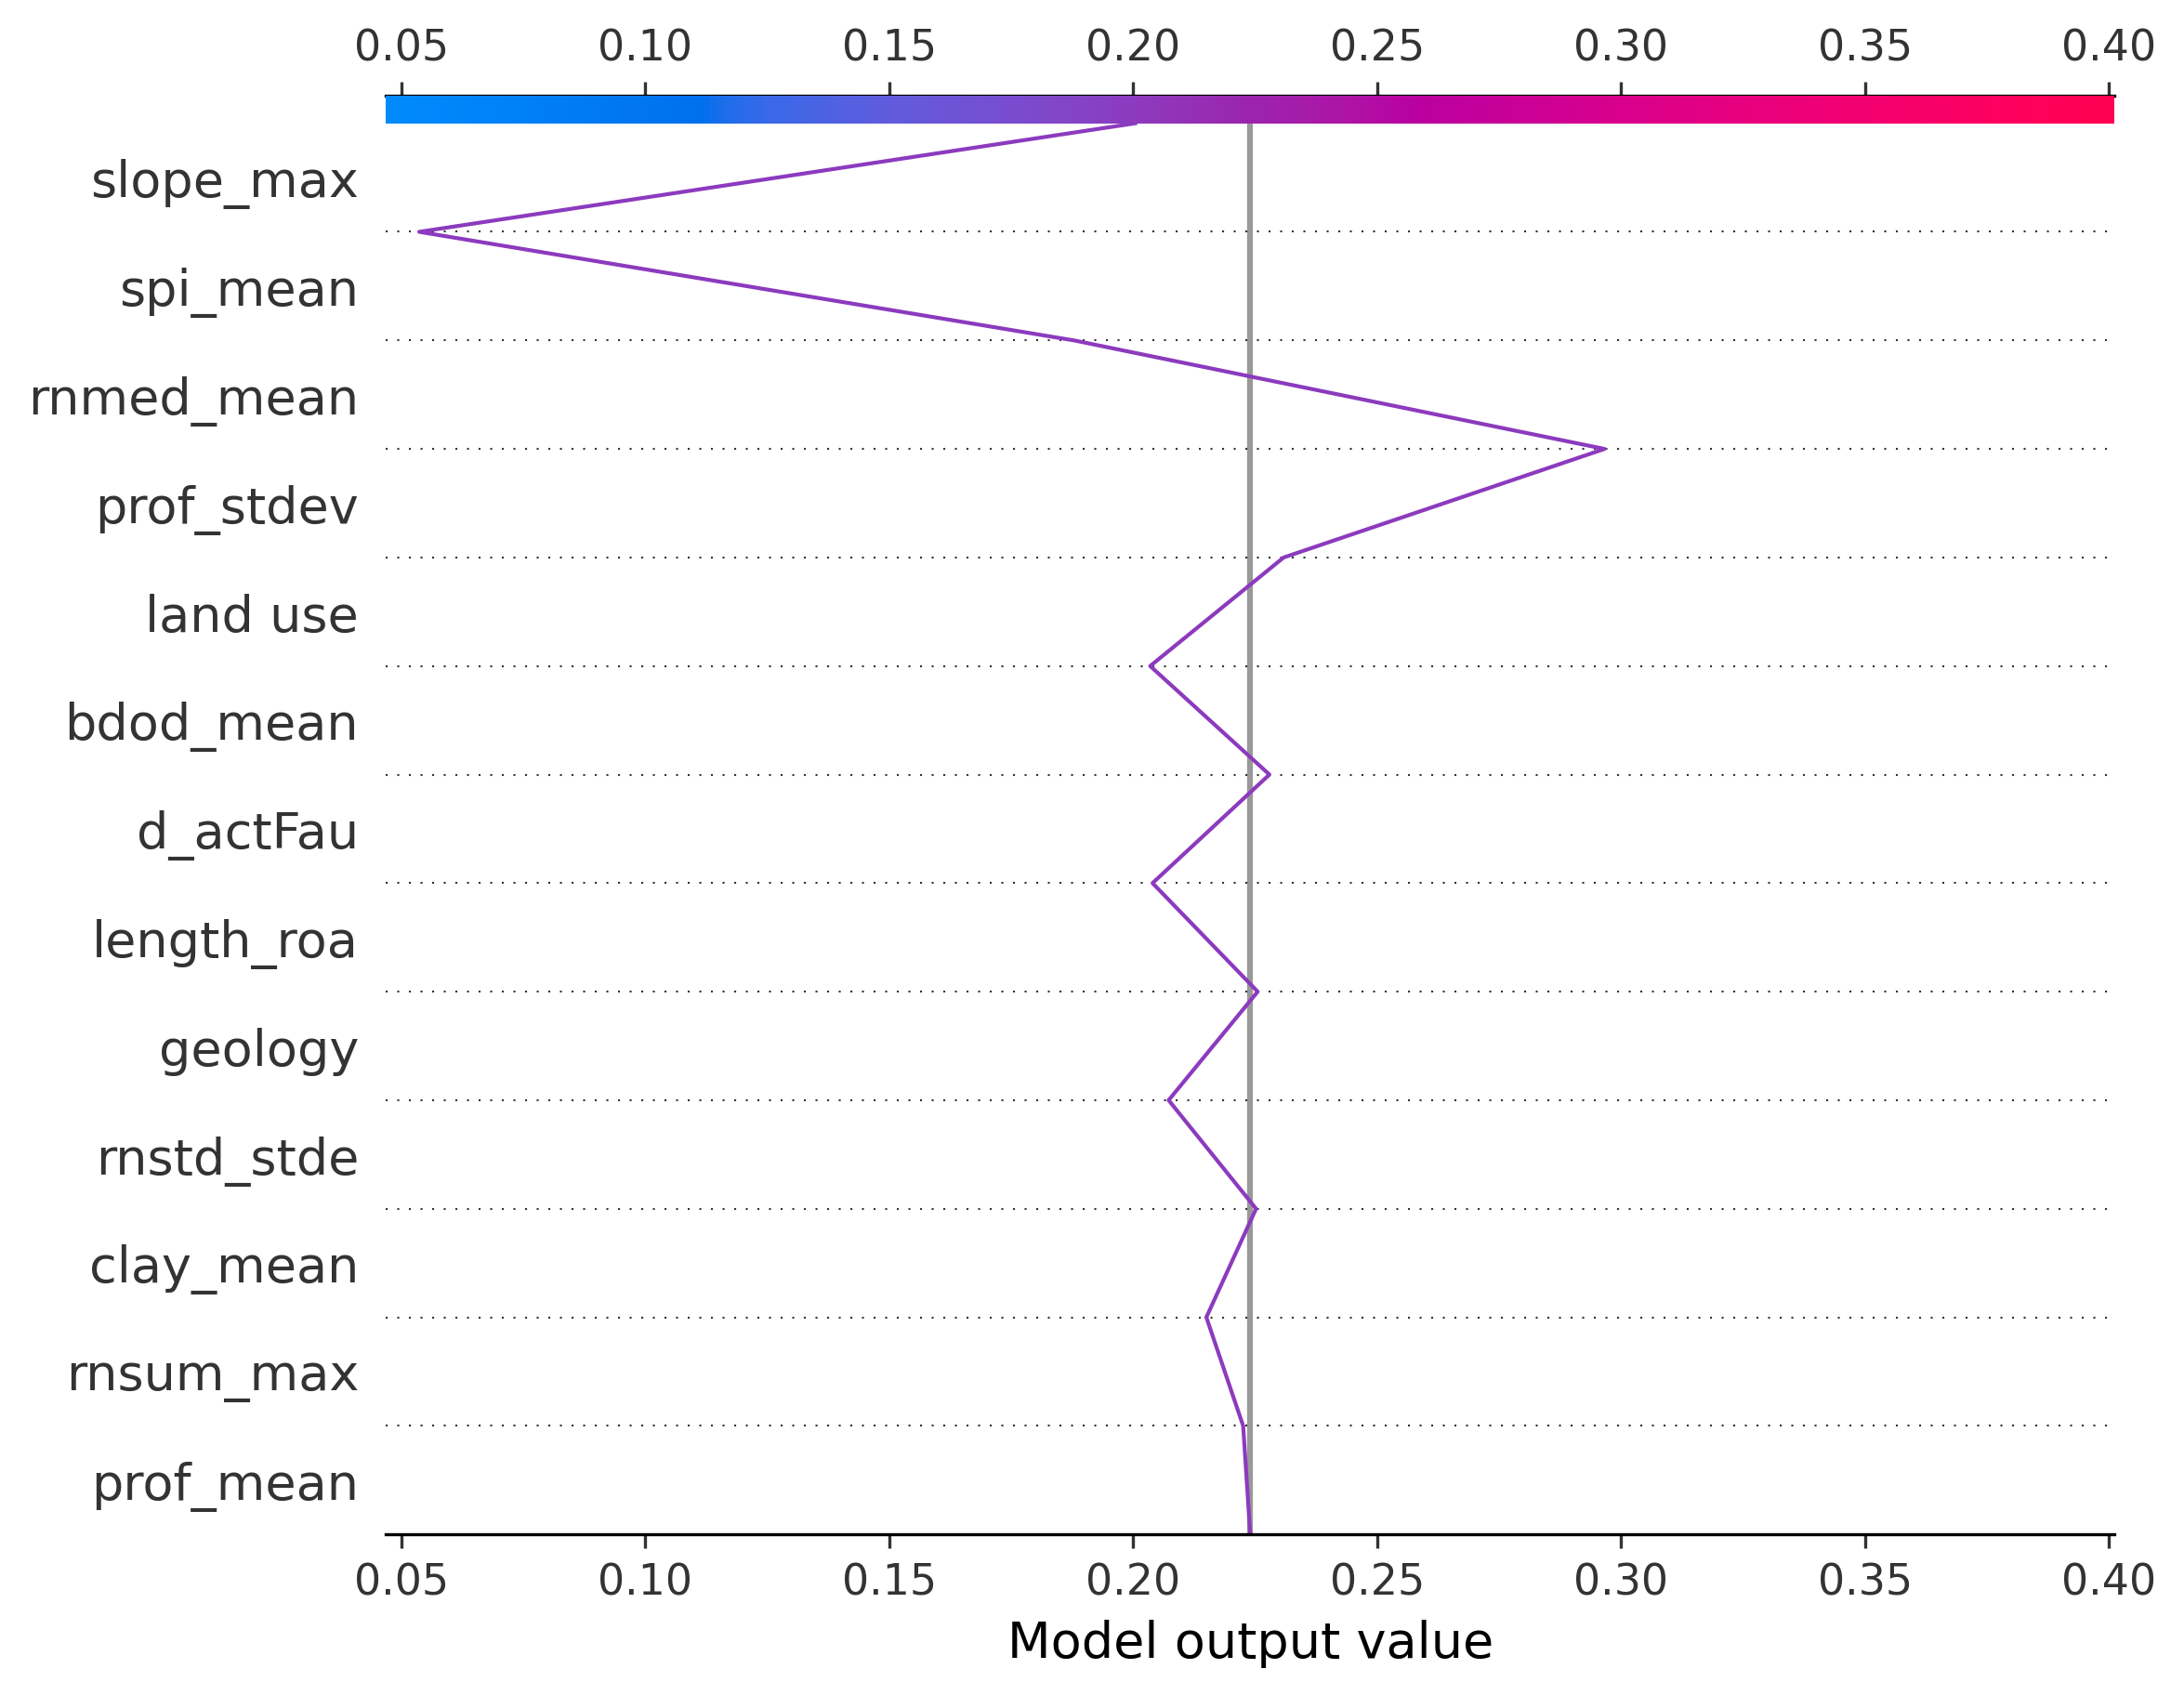 0.05 0.10 0.15 0.20 0.25 0.30 0.35 0.40
slope_max
spi_mean
rnmed_mean
prof_stdev
land use
bdod_mean
d_actFau
length_roa
geology
rnstd_stde
clay_mean
rnsum_max
prof_mean
0.05 0.10 0.15 0.20 0.25 0.30 0.35 0.40
Model output value